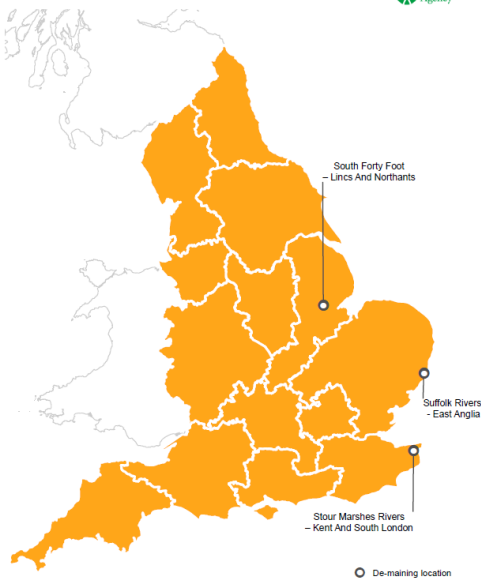 Agency
South Forty Foot
– Lincs And Northants
Suffolk Rivers
- East Anglia
Stour Marshes Rivers
– Kent And South London
De-maining location